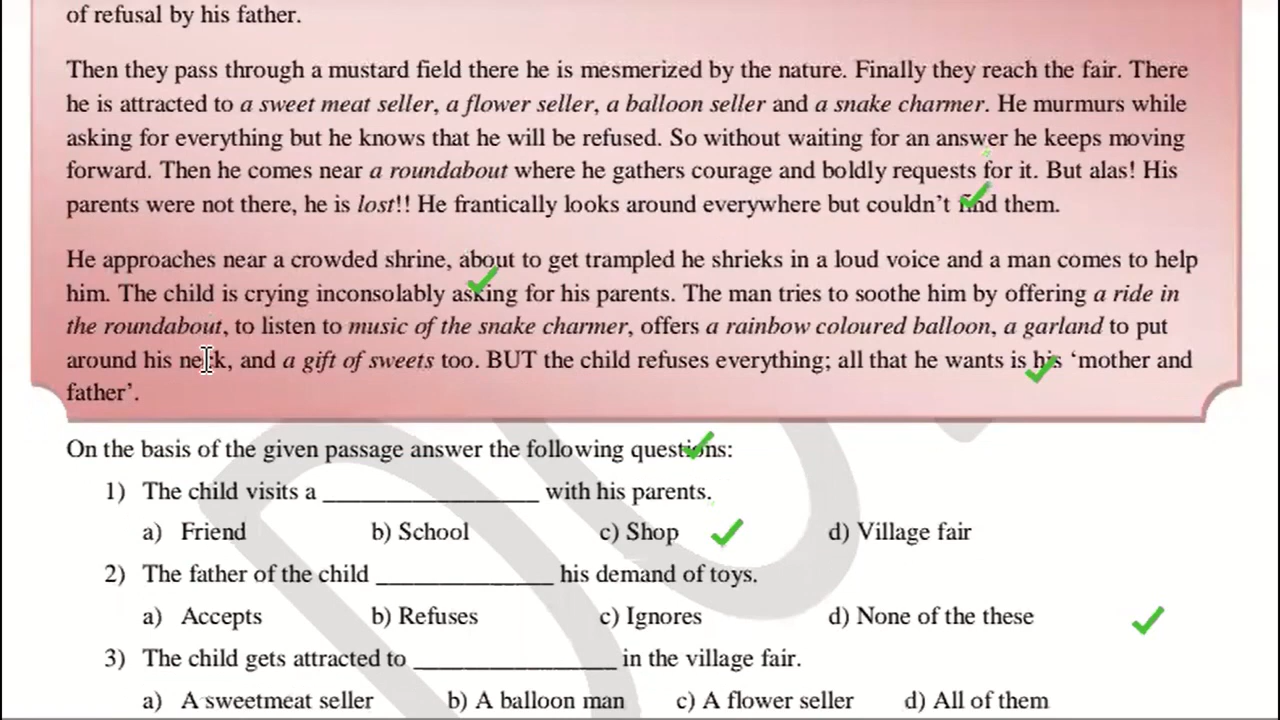 of refusal by his father.
Then they pass through a mustard field there he is mesmerized by the nature. Finally they reach the fair. There
he is attracted to a sweet meat seller, a flower seller, a balloon seller and a snake charmer. He murmurs while
asking for everything but he knows that he will be refused. So without waiting for an answer he keeps moving
forward. Then he comes near a roundabout where he gathers courage and boldly requests for it. But alas! His
parents were not there, he is lost!! He frantically looks around everywhere but couldn't find them.
He approaches near a crowded shrine, about to get trampled he shrieks in a loud voice and a man comes to help
him. The child is crying inconsolably asking for his parents. The man tries to soothe him by offering a ride in
the roundabout, to listen to music of the snake charmer, offers a rainbow coloured balloon, a garland to put
around his neck, and a gift of sweets too. BUT the child refuses everything; all that he wants is his ‘mother and
father’.
On the basis of the given passage answer the following questions:
1) The child visits a _________________ with his parents.
a) Friend b) School c) Shop d) Village fair
2) The father of the child ______________ his demand of toys.
a) Accepts b) Refuses c) Ignores d) None of the these
3) The child gets attracted to ________________ in the village fair.
a) A sweetmeat seller b) A balloon man c) A flower seller d) All of them